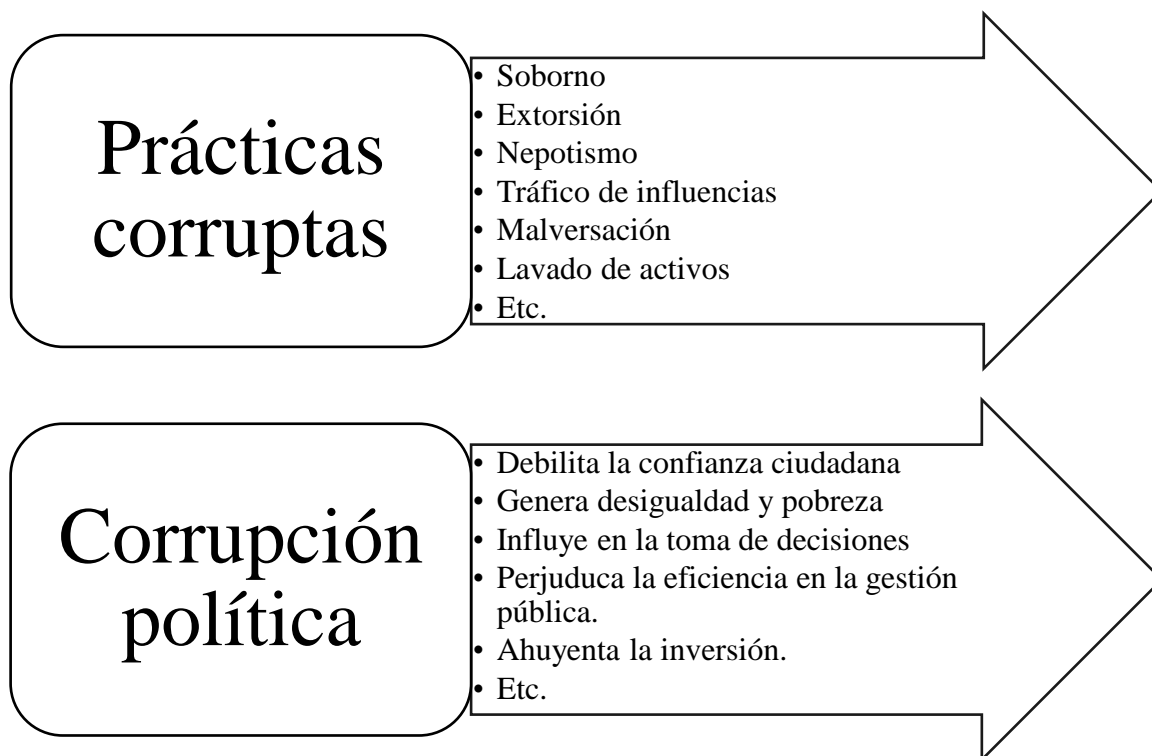 Prácticas
corruptas
• Soborno
• Extorsión
• Nepotismo
• Tráfico de influencias
• Malversación
• Lavado de activos
• Etc.
Corrupción
política
• Debilita la confianza ciudadana
• Genera desigualdad y pobreza
• Influye en la toma de decisiones
• Perjuduca la eficiencia en la gestión
pública.
• Ahuyenta la inversión.
• Etc.